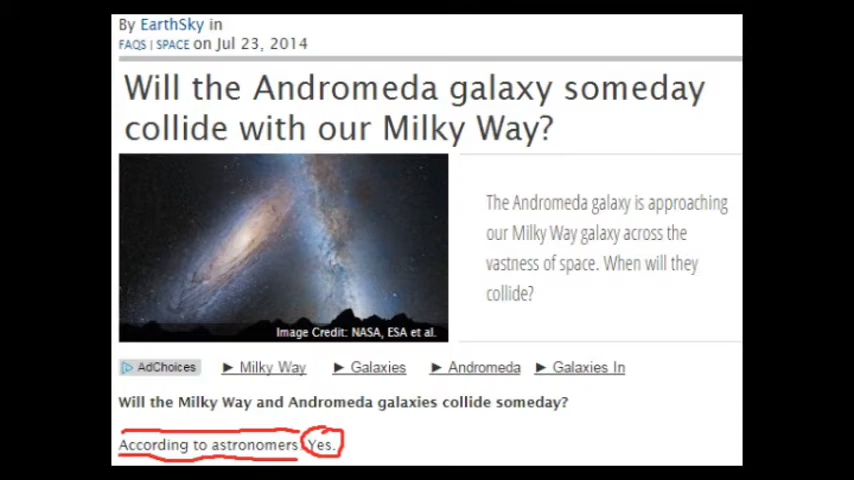 By EarthSky in
FAQS | SPACE on Jul 23, 2014
Will the Andromeda galaxy someday
collide with our Milky Way?
The Andromeda galaxy is approaching
our Milky Way galaxy across the
vastness of space. When will they
collide?
Image Credit: NASA, ESA et al.
AdChoices ► Milky Way ► Galaxies ► Andromeda ► Galaxies In
Will the Milky Way and Andromeda galaxies collide someday?
According to astronomers Yes.